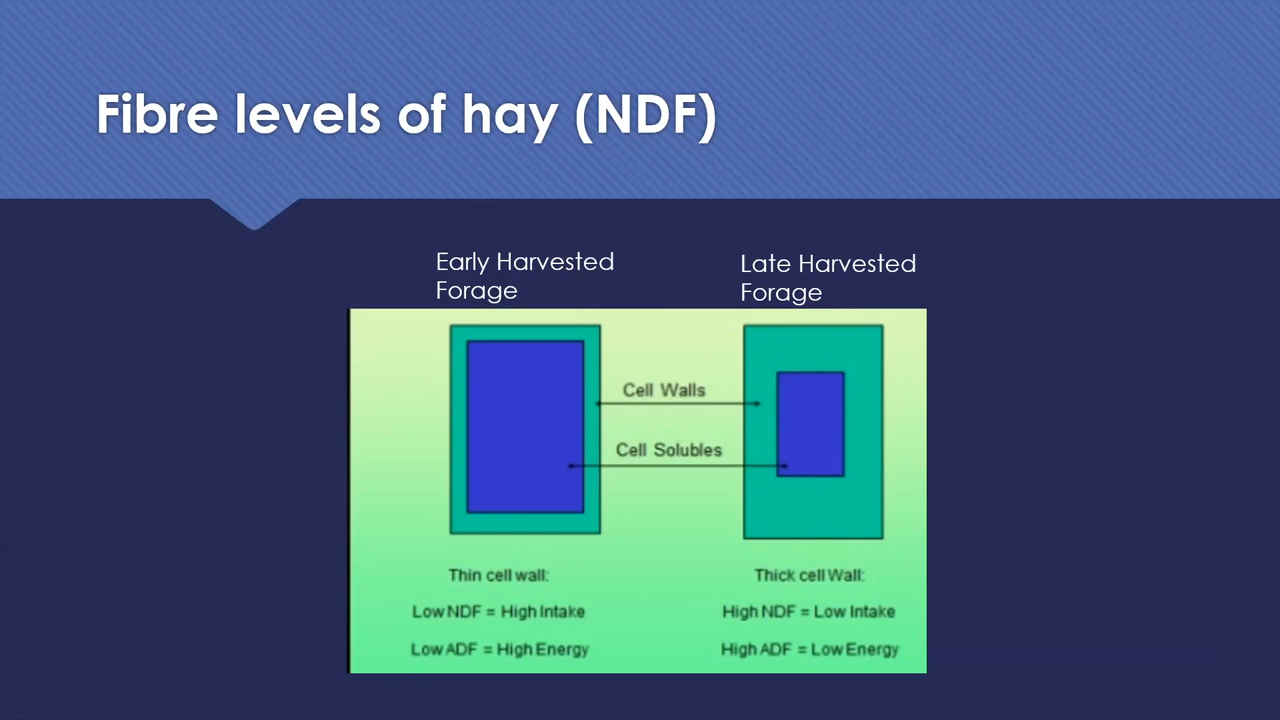 Fibre levels of hay (NDF)
Early Harvested
Forage
Late Harvested
Forage
Cell Walls
Cell Solubles
Thin cell wall:
Low NDF = High Intake
Low ADF = High Energy
Thick cell Wall:
High NDF = Low Intake
High ADF = Low Energy